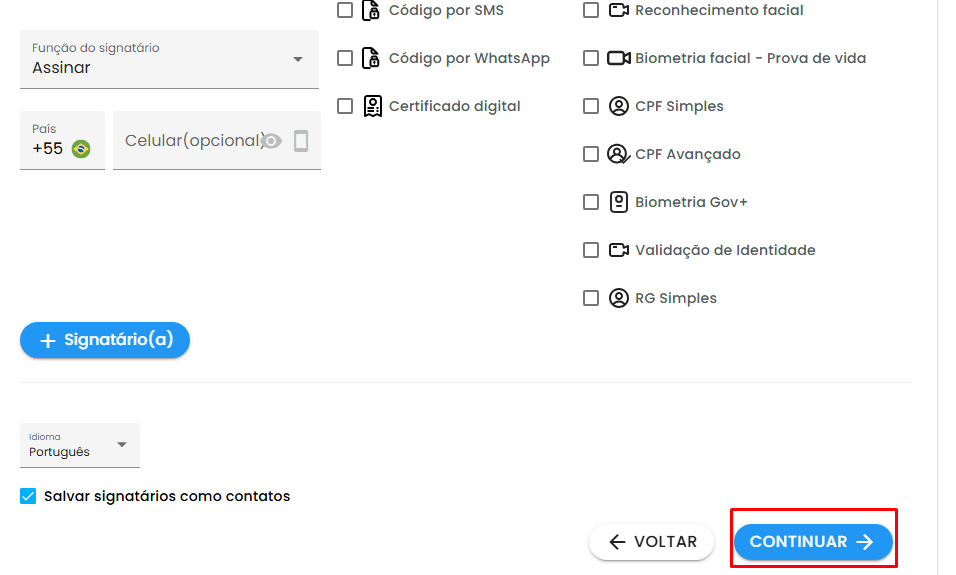 Código por SMS
Reconhecimento facial
Função do signatário
Assinar
Código por WhatsApp
Biometria facial - Prova de vida
Certificado digital
CPF Simples
País
+55
Celular(opcional)
CPF Avançado
Biometria Gov+
Validação de Identidade
RG Simples
+ Signatário(a)
Idioma
Português
Salvar signatários como contatos
← VOLTAR
CONTINUAR →